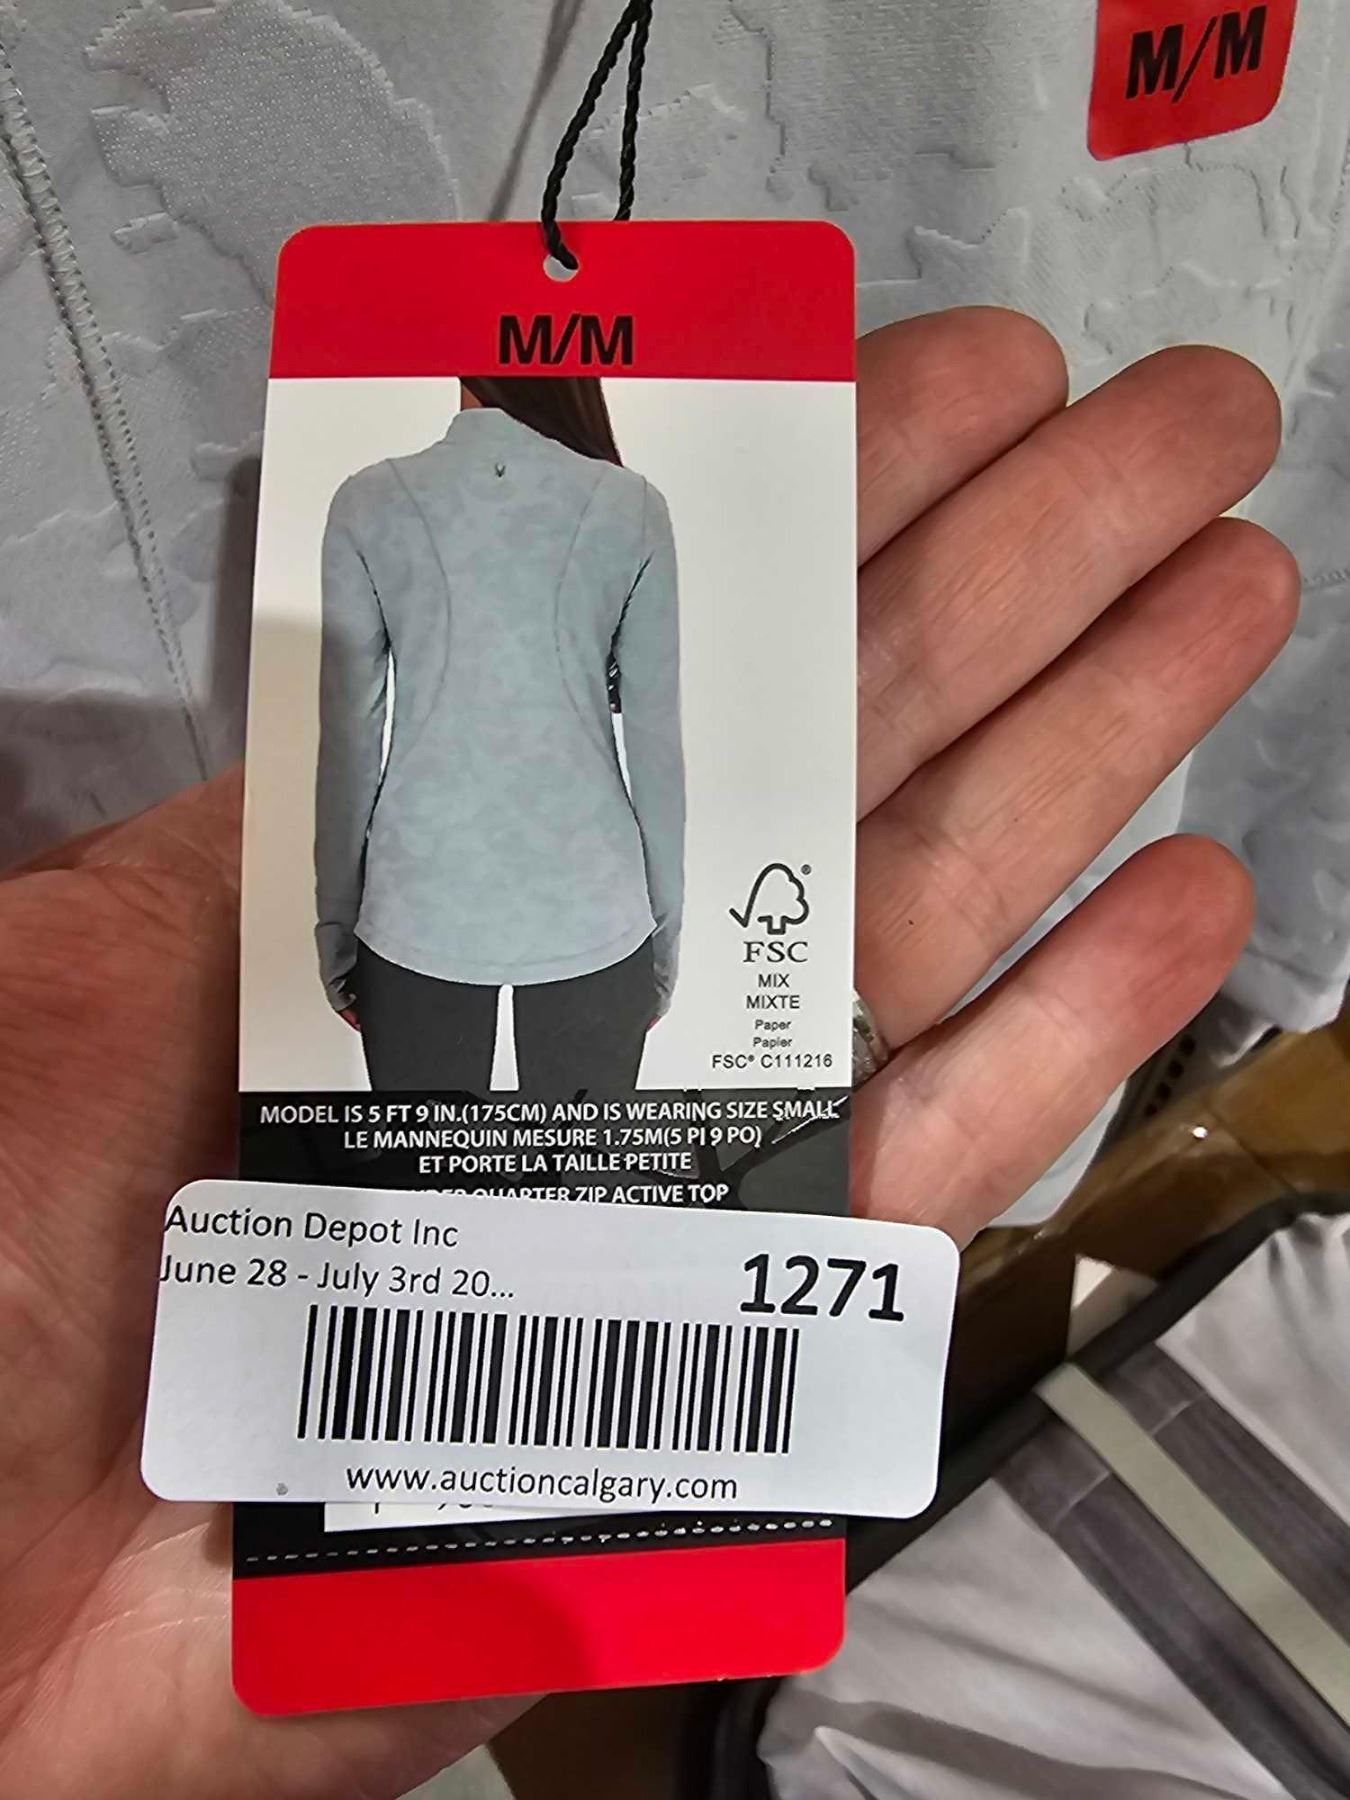 M/M
M/M
FSC
MIX
MIXTE
Paper
Papier
FSC® C111216
MODEL IS 5 FT 9 IN.(175CM) AND IS WEARING SIZE SMALL
LE MANNEQUIN MESURE 1.75M(5 PI 9 PO)
ET PORTE LA TAILLE PETITE
QUARTER ZIP ACTIVE TOP
Auction Depot Inc
June 28 - July 3rd 20...
1271
www.auctioncalgary.com